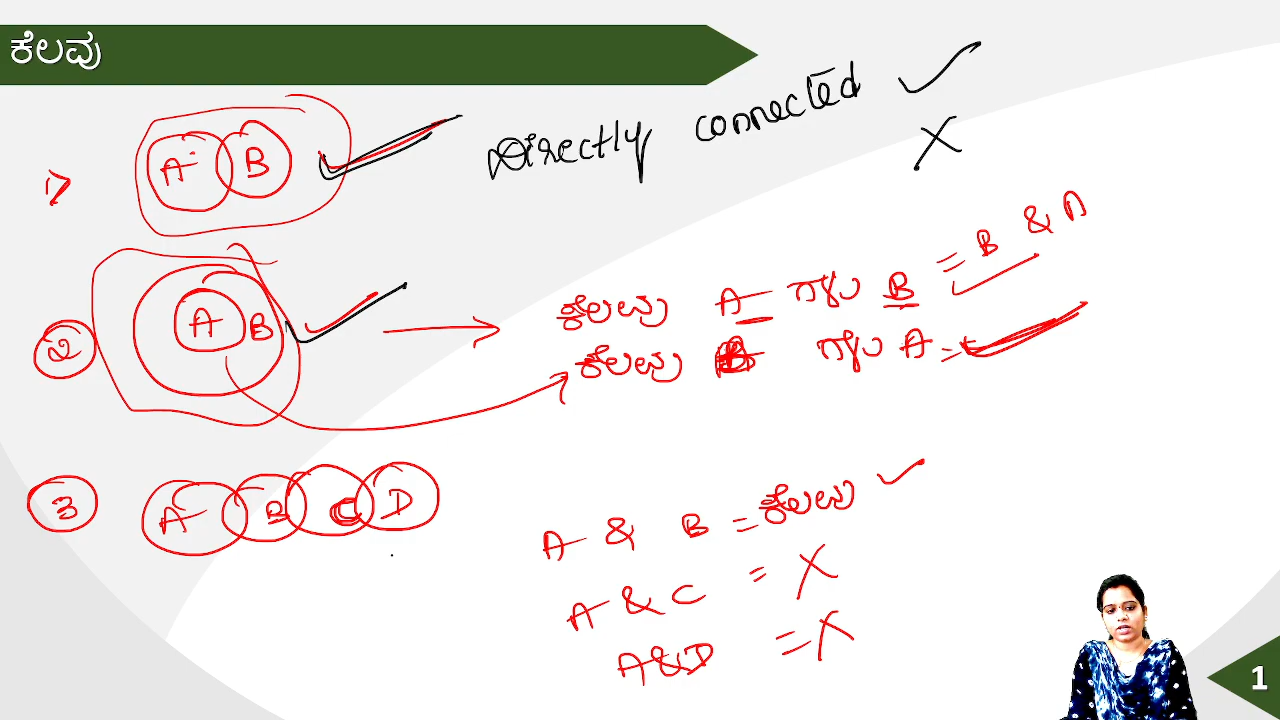 ಕೆಲವು
Directly connected ✓
X
1) A B ✓
2 A B ✓
ಕೆಲವು A ಗಳು B = B & A
ಕೆಲವು B ಗಳು A =
3 A B C D
A & B = ಕೆಲವು ✓
A & C = X
A & D = X
1